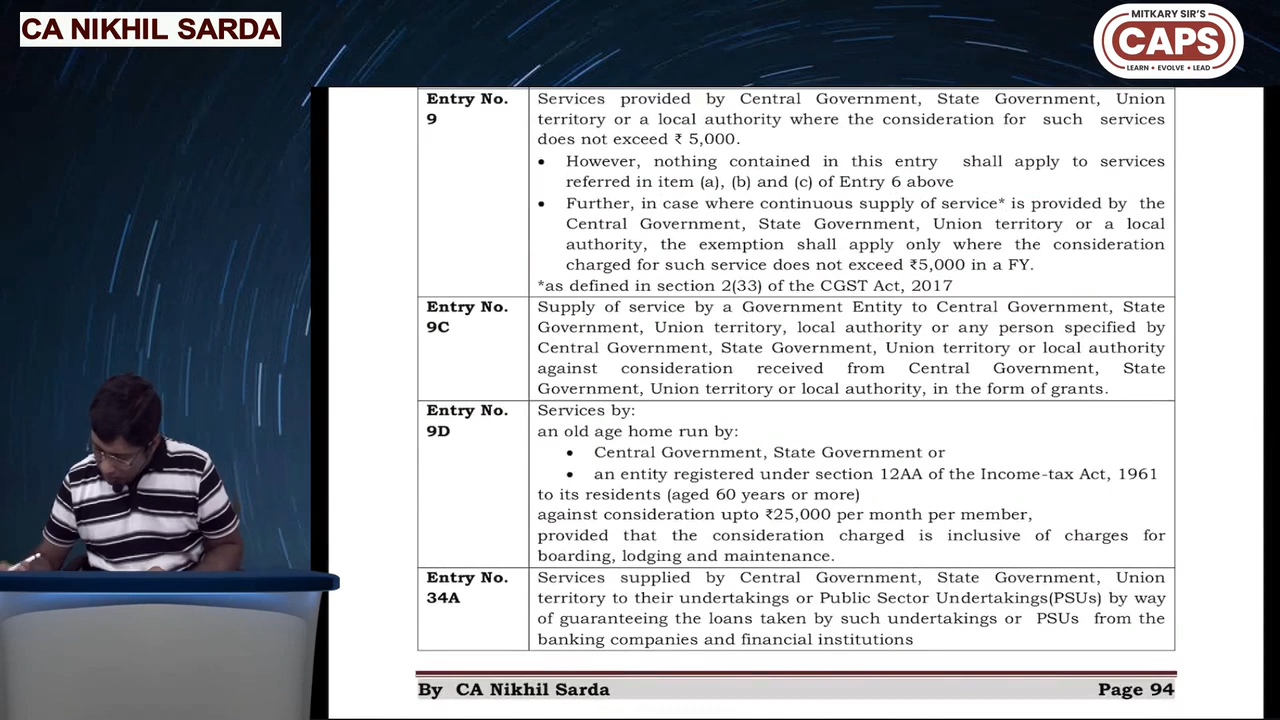 CA NIKHIL SARDA
MITKARY SIR'S
CAPS
LEARN • EVOLVE • LEAD
Entry No. 9
Services provided by Central Government, State Government, Union
territory or a local authority where the consideration for such services
does not exceed ₹ 5,000.
• However, nothing contained in this entry shall apply to services
referred in item (a), (b) and (c) of Entry 6 above
• Further, in case where continuous supply of service* is provided by the
Central Government, State Government, Union territory or a local
authority, the exemption shall apply only where the consideration
charged for such service does not exceed ₹5,000 in a FY.
*as defined in section 2(33) of the CGST Act, 2017
Entry No. 9C
Supply of service by a Government Entity to Central Government, State
Government, Union territory, local authority or any person specified by
Central Government, State Government, Union territory or local authority
against consideration received from Central Government, State
Government, Union territory or local authority, in the form of grants.
Entry No. 9D
Services by:
an old age home run by:
• Central Government, State Government or
• an entity registered under section 12AA of the Income-tax Act, 1961
to its residents (aged 60 years or more)
against consideration upto ₹25,000 per month per member,
provided that the consideration charged is inclusive of charges for
boarding, lodging and maintenance.
Entry No. 34A
Services supplied by Central Government, State Government, Union
territory to their undertakings or Public Sector Undertakings(PSUs) by way
of guaranteeing the loans taken by such undertakings or PSUs from the
banking companies and financial institutions
By CA Nikhil Sarda
Page 94